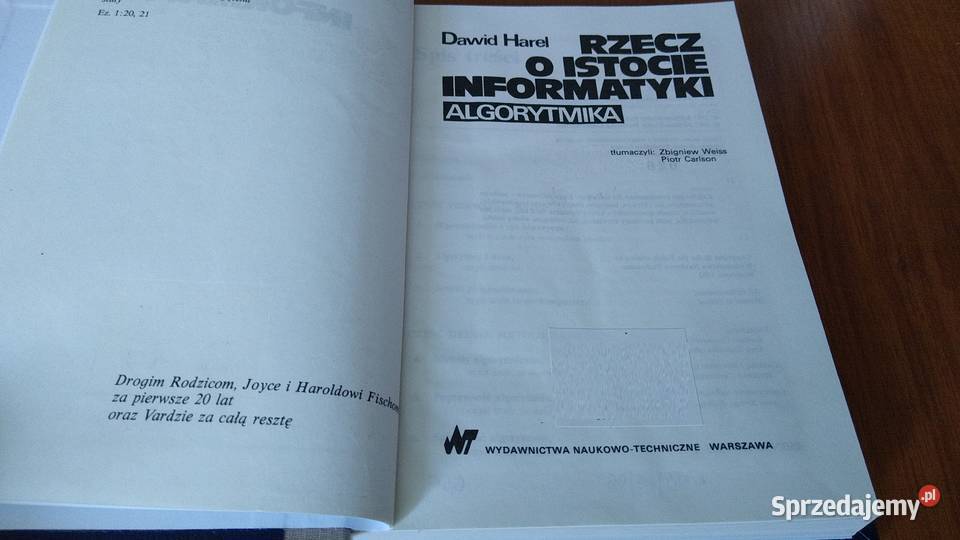 Ez. 1:20, 21
Drogim Rodzicom, Joyce i Haroldowi
za pierwsze 20 lat
oraz Vardzie za całą resztę
Dawid Harel
RZECZ
O ISTOCIE
INFORMATYKI
ALGORYTMIKA
tłumaczyli: Zbigniew Weiss
Piotr Carlson
WNT WYDAWNICTWA NAUKOWO-TECHNICZNE WARSZAWA
Sprzedajemy.pl